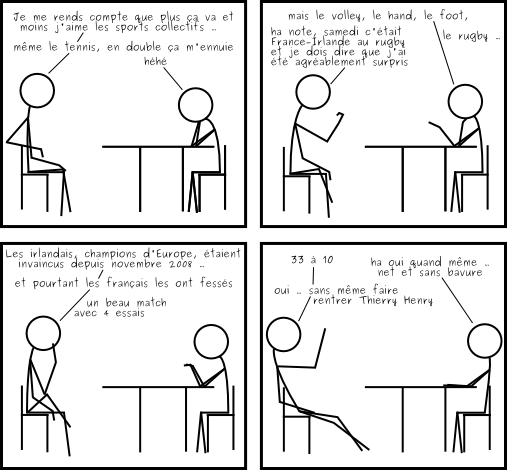 Je me rends compte que plus ça va et
moins j'aime les sports collectifs ..
même le tennis, en double ça m'ennuie
héhé
mais le volley, le hand, le foot,
le rugby ..
ha note, samedi c'était
France-Irlande au rugby
et je dois dire que j'ai
été agréablement surpris
Les irlandais, champions d'Europe, étaient
invaincus depuis novembre 2008 ..
et pourtant les français les ont fessés
un beau match
avec 4 essais
33 à 10
ha oui quand même ..
net et sans bavure
oui .. sans même faire
rentrer Thierry Henry